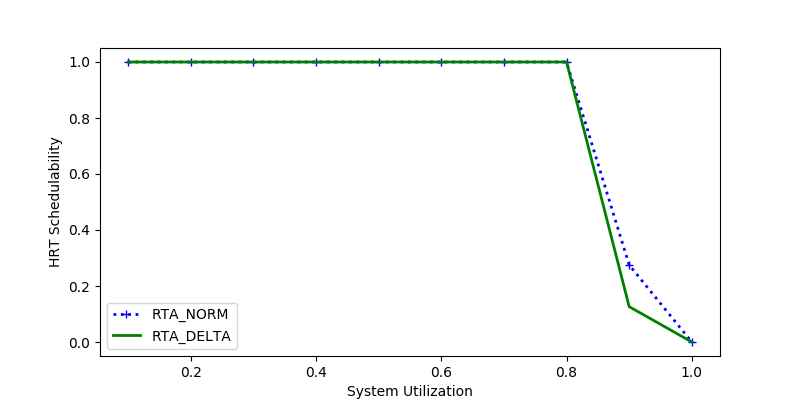 1.0
0.8
0.6
0.4
0.2
0.0
HRT Schedulability
RTA_NORM
RTA_DELTA
0.2 0.4 0.6 0.8 1.0
System Utilization